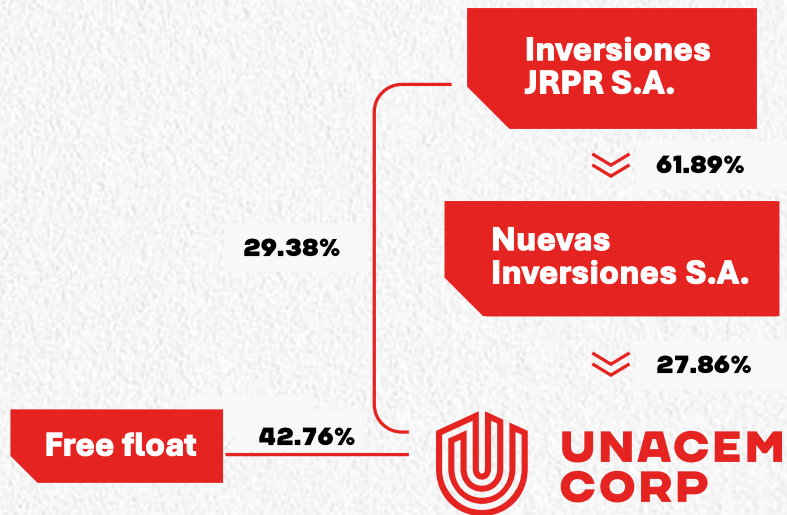 Inversiones
JRPR S.A.
61.89%
29.38%
Nuevas
Inversiones S.A.
27.86%
Free float
42.76%
UNACEM
CORP